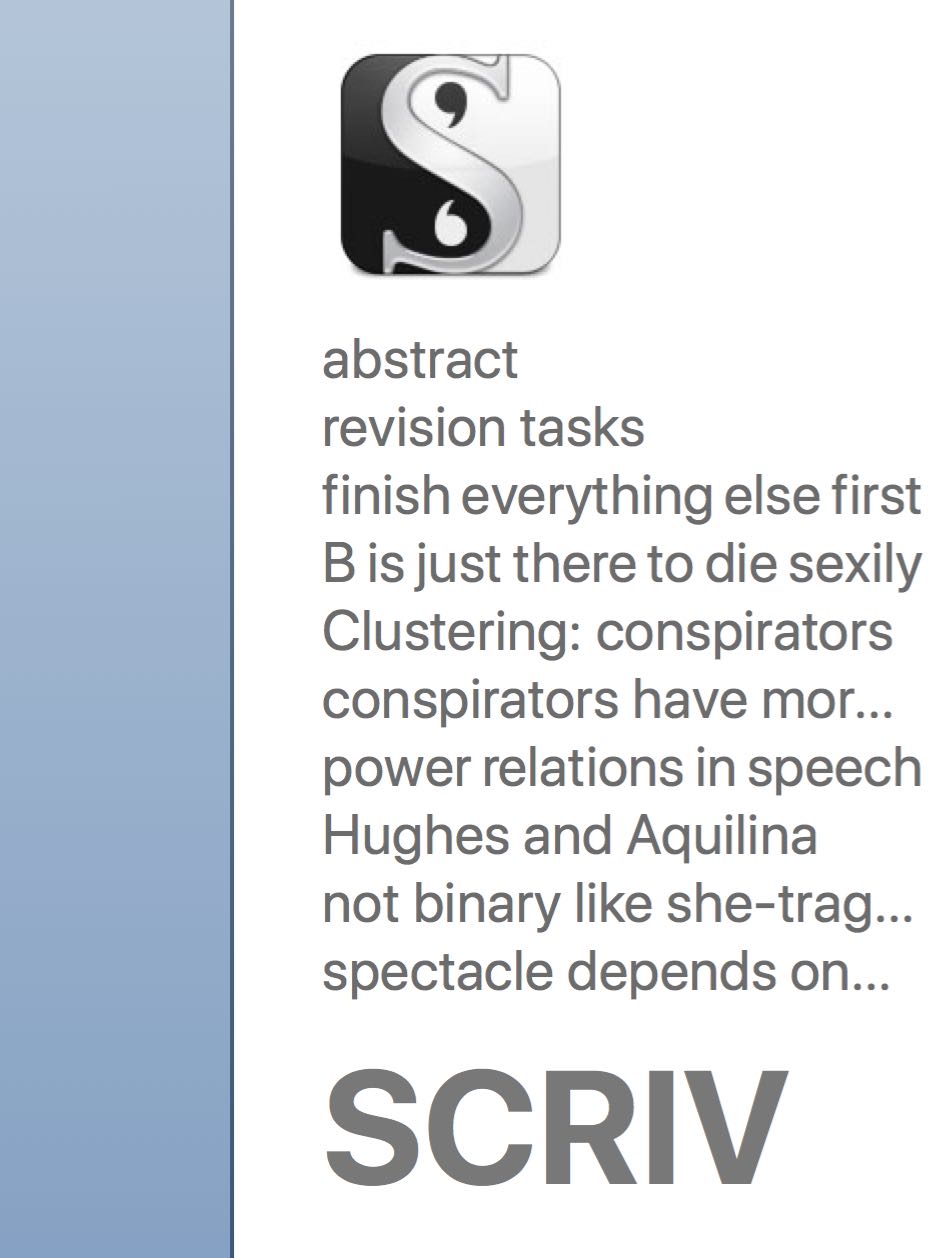 abstract
revision tasks
finish everything else first
B is just there to die sexily
Clustering: conspirators
conspirators have mor...
power relations in speech
Hughes and Aquilina
not binary like she-trag...
spectacle depends on...
SCRIV